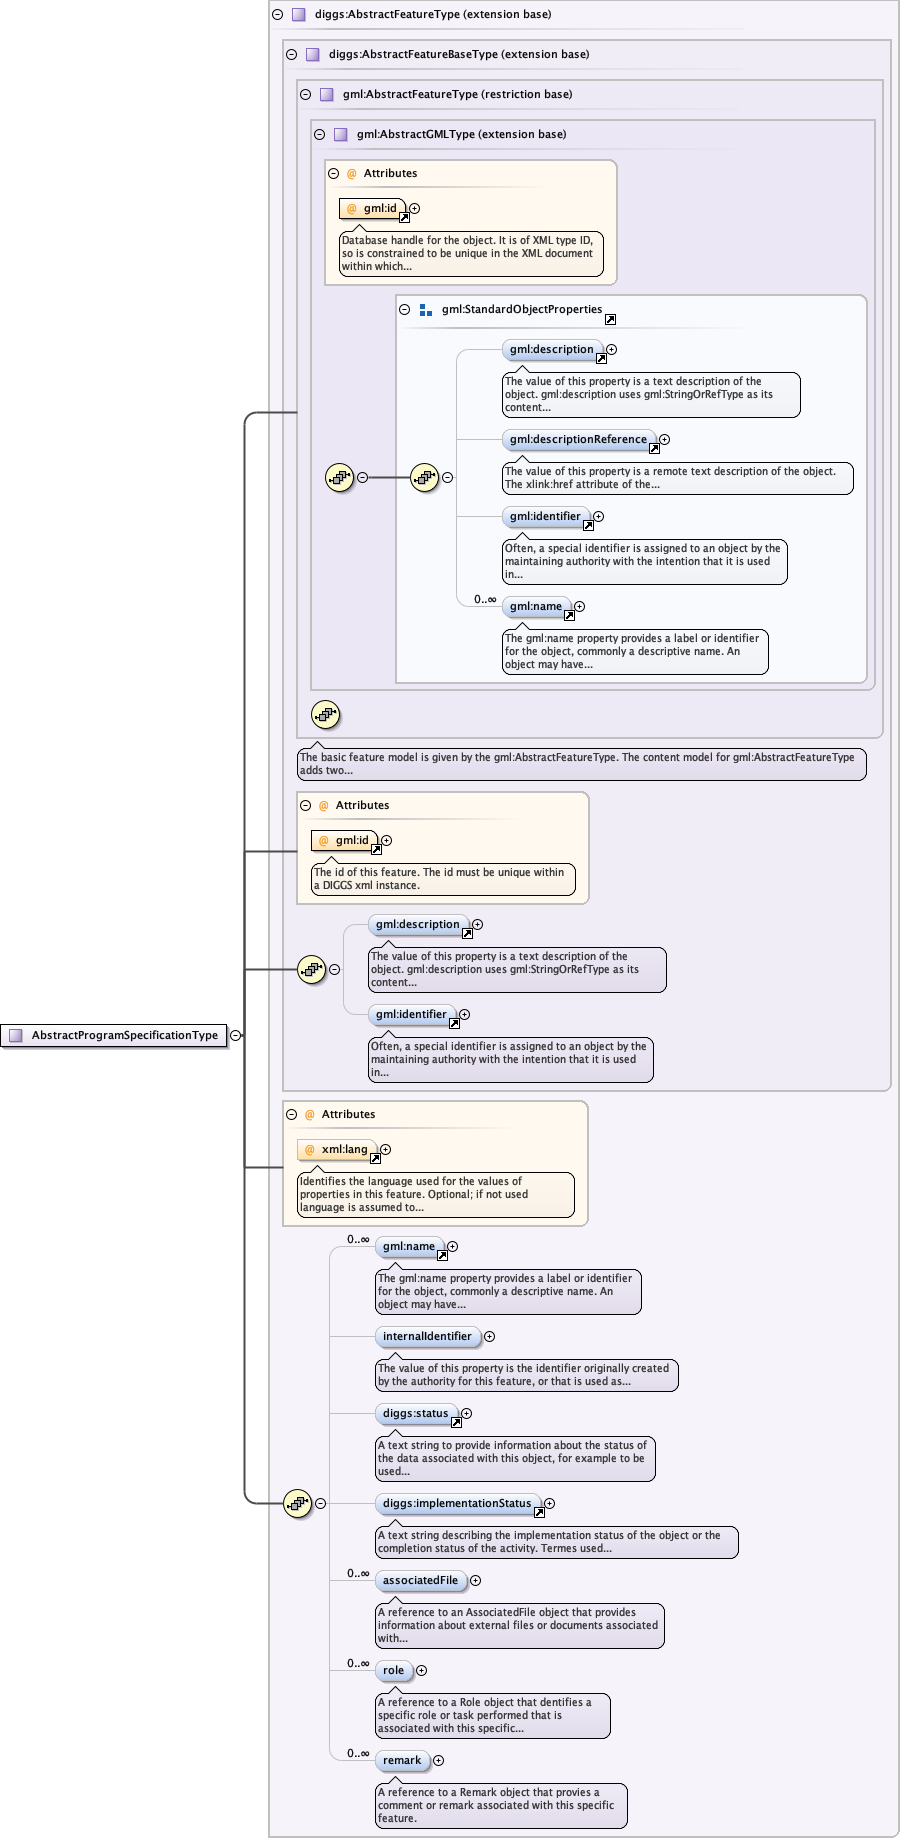 diggs:AbstractFeatureType (extension base)
diggs:AbstractFeatureBaseType (extension base)
gml:AbstractFeatureType (restriction base)
gml:AbstractGMLType (extension base)
@ Attributes
@ gml:id
Database handle for the object. It is of XML type ID,
so is constrained to be unique in the XML document
within which...
gml:StandardObjectProperties
gml:description
The value of this property is a text description of the
object. gml:description uses gml:StringOrRefType as its
content...
gml:descriptionReference
The value of this property is a remote text description of the object.
The xlink:href attribute of the...
gml:identifier
Often, a special identifier is assigned to an object by the
maintaining authority with the intention that it is used
in...
0..∞
gml:name
The gml:name property provides a label or identifier
for the object, commonly a descriptive name. An
object may have...
The basic feature model is given by the gml:AbstractFeatureType. The content model for gml:AbstractFeatureType
adds two...
@ Attributes
@ gml:id
The id of this feature. The id must be unique within
a DIGGS xml instance.
gml:description
The value of this property is a text description of the
object. gml:description uses gml:StringOrRefType as its
content...
gml:identifier
Often, a special identifier is assigned to an object by the
maintaining authority with the intention that it is used
in...
AbstractProgramSpecificationType
@ Attributes
@ xml:lang
Identifies the language used for the values of
properties in this feature. Optional; if not used
language is assumed to...
0..∞
gml:name
The gml:name property provides a label or identifier
for the object, commonly a descriptive name. An
object may have...
internalIdentifier
The value of this property is the identifier originally created
by the authority for this feature, or that is used as...
diggs:status
A text string to provide information about the status of
the data associated with this object, for example to be
used...
diggs:implementationStatus
A text string describing the implementation status of the object or the
completion status of the activity. Termes used...
0..∞
associatedFile
A reference to an AssociatedFile object that provides
information about external files or documents associated
with...
0..∞
role
A reference to a Role object that dentifies a
specific role or task performed that is
associated with this specific...
0..∞
remark
A reference to a Remark object that provies a
comment or remark associated with this specific
feature.